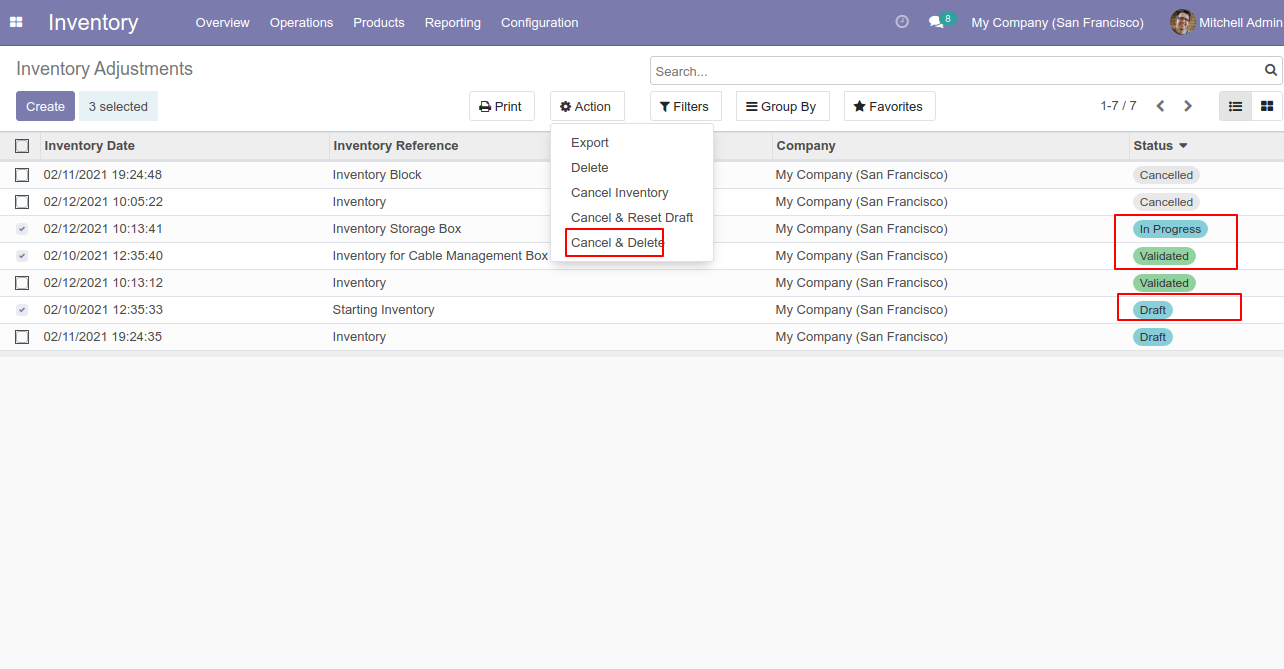 Inventory Overview Operations Products Reporting Configuration 8 My Company (San Francisco) Mitchell Admin
Inventory Adjustments
Search...
Create 3 selected Print Action Filters Group By Favorites 1-7 / 7
Export
Delete
Cancel Inventory
Cancel & Reset Draft
Cancel & Delete
Inventory Date Inventory Reference Company Status
02/11/2021 19:24:48 Inventory Block My Company (San Francisco) Cancelled
02/12/2021 10:05:22 Inventory My Company (San Francisco) Cancelled
02/12/2021 10:13:41 Inventory Storage Box My Company (San Francisco) In Progress
02/10/2021 12:35:40 Inventory for Cable Management Box My Company (San Francisco) Validated
02/12/2021 10:13:12 Inventory My Company (San Francisco) Validated
02/10/2021 12:35:33 Starting Inventory My Company (San Francisco) Draft
02/11/2021 19:24:35 Inventory My Company (San Francisco) Draft